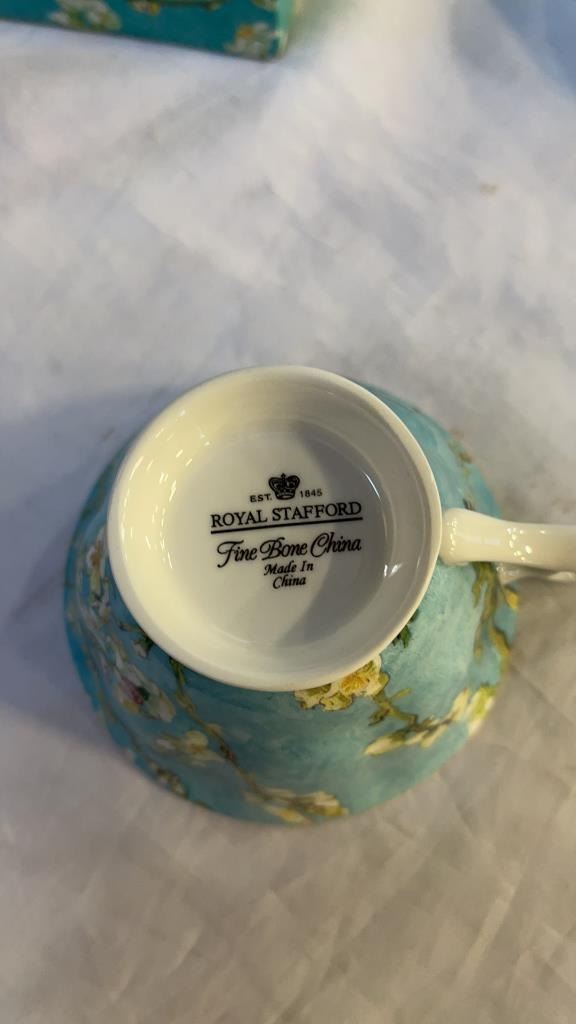 EST. 1845
ROYAL STAFFORD
Fine Bone China
Made In
China